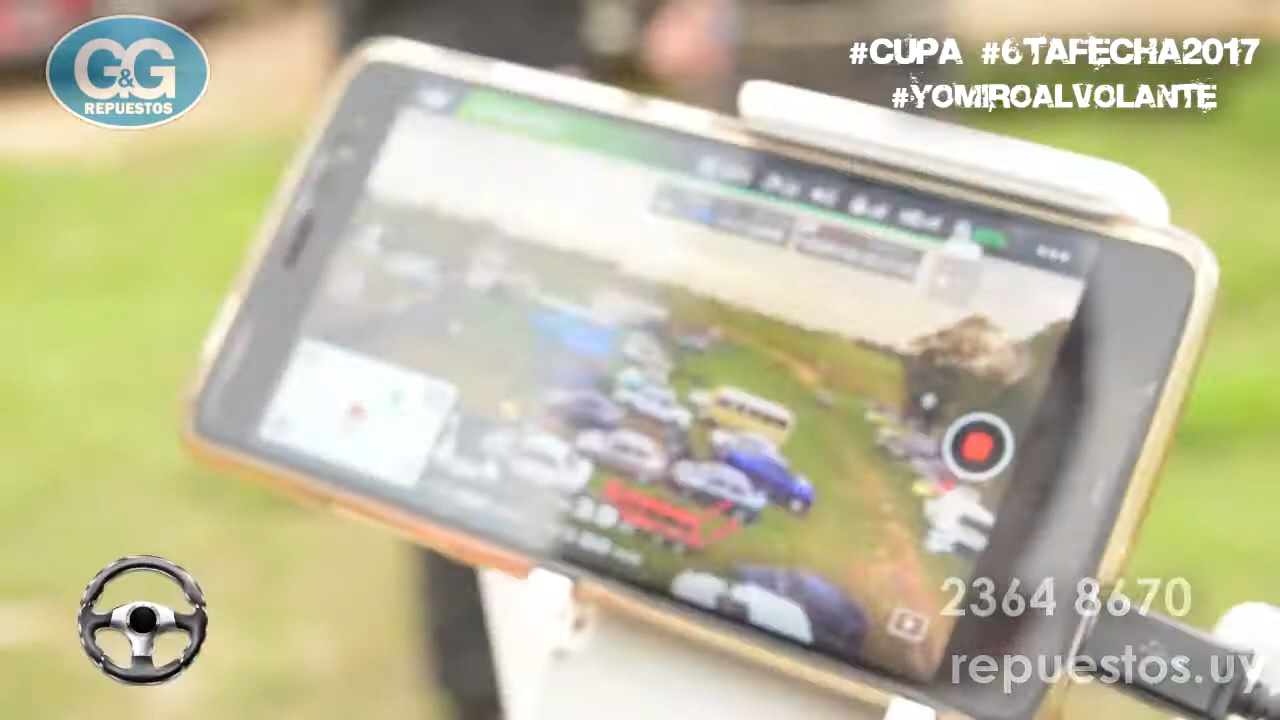 G&G
REPUESTOS
#CUPA #6TAFECHA2017
#YOMIROALVOLANTE
2364 8670
repuestos.uy